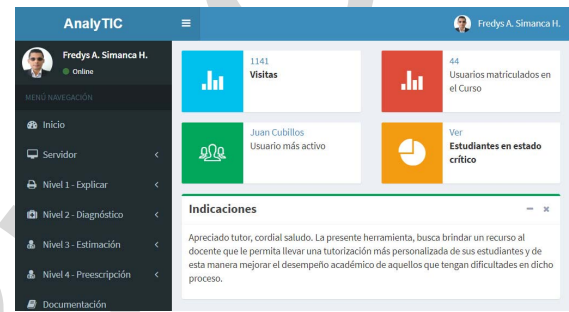 AnalyTIC
Fredys A. Simanca H.
Fredys A. Simanca H.
Online
MENÚ NAVEGACIÓN
Inicio
Servidor
Nivel 1 - Explicar
Nivel 2 - Diagnóstico
Nivel 3 - Estimación
Nivel 4 - Preescripción
Documentación
1141
Visitas
44
Usuarios matriculados en
el Curso
Juan Cubillos
Usuario más activo
Ver
Estudiantes en estado
crítico
Indicaciones
Apreciado tutor, cordial saludo. La presente herramienta, busca brindar un recurso al
docente que le permita llevar una tutorización más personalizada de sus estudiantes y de
esta manera mejorar el desempeño académico de aquellos que tengan dificultades en dicho
proceso.